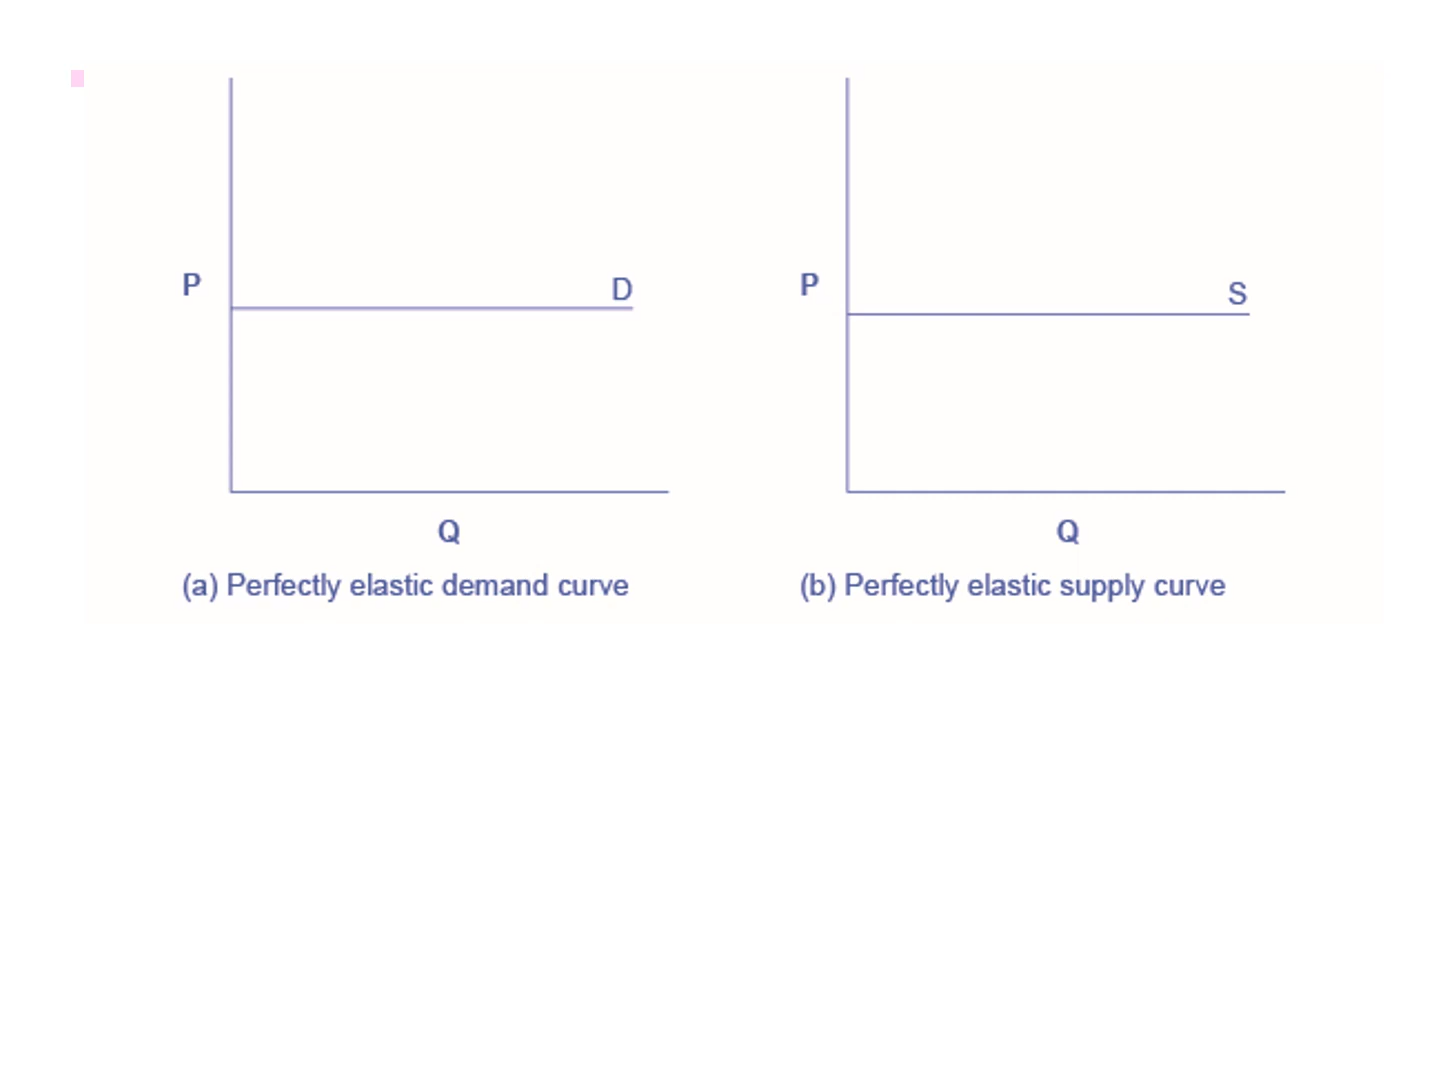 P
D
Q
(a) Perfectly elastic demand curve
P
S
Q
(b) Perfectly elastic supply curve